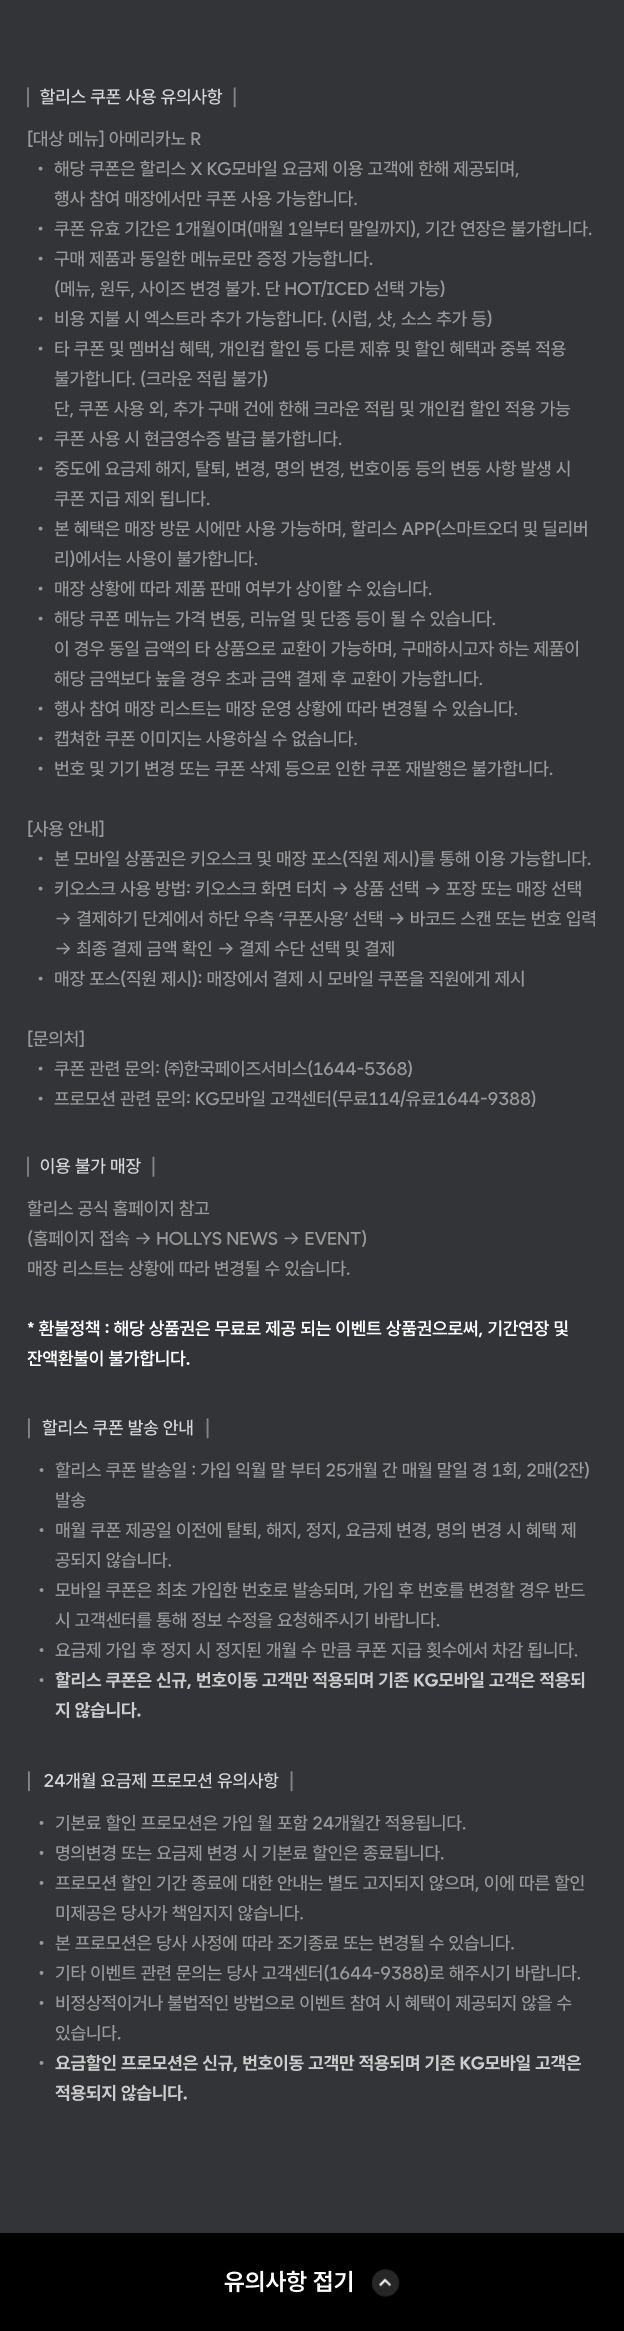 | 할리스 쿠폰 사용 유의사항 |
[대상 메뉴] 아메리카노 R
• 해당 쿠폰은 할리스 X KG모바일 요금제 이용 고객에 한해 제공되며,
행사 참여 매장에서만 쿠폰 사용 가능합니다.
• 쿠폰 유효 기간은 1개월이며(매월 1일부터 말일까지), 기간 연장은 불가합니다.
• 구매 제품과 동일한 메뉴로만 증정 가능합니다.
(메뉴, 원두, 사이즈 변경 불가. 단 HOT/ICED 선택 가능)
• 비용 지불 시 엑스트라 추가 가능합니다. (시럽, 샷, 소스 추가 등)
• 타 쿠폰 및 멤버십 혜택, 개인컵 할인 등 다른 제휴 및 할인 혜택과 중복 적용
불가합니다. (크라운 적립 불가)
단, 쿠폰 사용 외, 추가 구매 건에 한해 크라운 적립 및 개인컵 할인 적용 가능
• 쿠폰 사용 시 현금영수증 발급 불가합니다.
• 중도에 요금제 해지, 탈퇴, 변경, 명의 변경, 번호이동 등의 변동 사항 발생 시
쿠폰 지급 제외 됩니다.
• 본 혜택은 매장 방문 시에만 사용 가능하며, 할리스 APP(스마트오더 및 딜리버
리)에서는 사용이 불가합니다.
• 매장 상황에 따라 제품 판매 여부가 상이할 수 있습니다.
• 해당 쿠폰 메뉴는 가격 변동, 리뉴얼 및 단종 등이 될 수 있습니다.
이 경우 동일 금액의 타 상품으로 교환이 가능하며, 구매하시고자 하는 제품이
해당 금액보다 높을 경우 초과 금액 결제 후 교환이 가능합니다.
• 행사 참여 매장 리스트는 매장 운영 상황에 따라 변경될 수 있습니다.
• 캡쳐한 쿠폰 이미지는 사용하실 수 없습니다.
• 번호 및 기기 변경 또는 쿠폰 삭제 등으로 인한 쿠폰 재발행은 불가합니다.
[사용 안내]
• 본 모바일 상품권은 키오스크 및 매장 포스(직원 제시)를 통해 이용 가능합니다.
• 키오스크 사용 방법: 키오스크 화면 터치 → 상품 선택 → 포장 또는 매장 선택
→ 결제하기 단계에서 하단 우측 ‘쿠폰사용’ 선택 → 바코드 스캔 또는 번호 입력
→ 최종 결제 금액 확인 → 결제 수단 선택 및 결제
• 매장 포스(직원 제시): 매장에서 결제 시 모바일 쿠폰을 직원에게 제시
[문의처]
• 쿠폰 관련 문의: ㈜한국페이즈서비스(1644-5368)
• 프로모션 관련 문의: KG모바일 고객센터(무료114/유료1644-9388)
| 이용 불가 매장 |
할리스 공식 홈페이지 참고
(홈페이지 접속 → HOLLYS NEWS → EVENT)
매장 리스트는 상황에 따라 변경될 수 있습니다.
* 환불정책 : 해당 상품권은 무료로 제공 되는 이벤트 상품권으로써, 기간연장 및
잔액환불이 불가합니다.
| 할리스 쿠폰 발송 안내 |
• 할리스 쿠폰 발송일 : 가입 익월 말 부터 25개월 간 매월 말일 경 1회, 2매(2잔)
발송
• 매월 쿠폰 제공일 이전에 탈퇴, 해지, 정지, 요금제 변경, 명의 변경 시 혜택 제
공되지 않습니다.
• 모바일 쿠폰은 최초 가입한 번호로 발송되며, 가입 후 번호를 변경할 경우 반드
시 고객센터를 통해 정보 수정을 요청해주시기 바랍니다.
• 요금제 가입 후 정지 시 정지된 개월 수 만큼 쿠폰 지급 횟수에서 차감 됩니다.
• 할리스 쿠폰은 신규, 번호이동 고객만 적용되며 기존 KG모바일 고객은 적용되
지 않습니다.
| 24개월 요금제 프로모션 유의사항 |
• 기본료 할인 프로모션은 가입 월 포함 24개월간 적용됩니다.
• 명의변경 또는 요금제 변경 시 기본료 할인은 종료됩니다.
• 프로모션 할인 기간 종료에 대한 안내는 별도 고지되지 않으며, 이에 따른 할인
미제공은 당사가 책임지지 않습니다.
• 본 프로모션은 당사 사정에 따라 조기종료 또는 변경될 수 있습니다.
• 기타 이벤트 관련 문의는 당사 고객센터(1644-9388)로 해주시기 바랍니다.
• 비정상적이거나 불법적인 방법으로 이벤트 참여 시 혜택이 제공되지 않을 수
있습니다.
• 요금할인 프로모션은 신규, 번호이동 고객만 적용되며 기존 KG모바일 고객은
적용되지 않습니다.
유의사항 접기